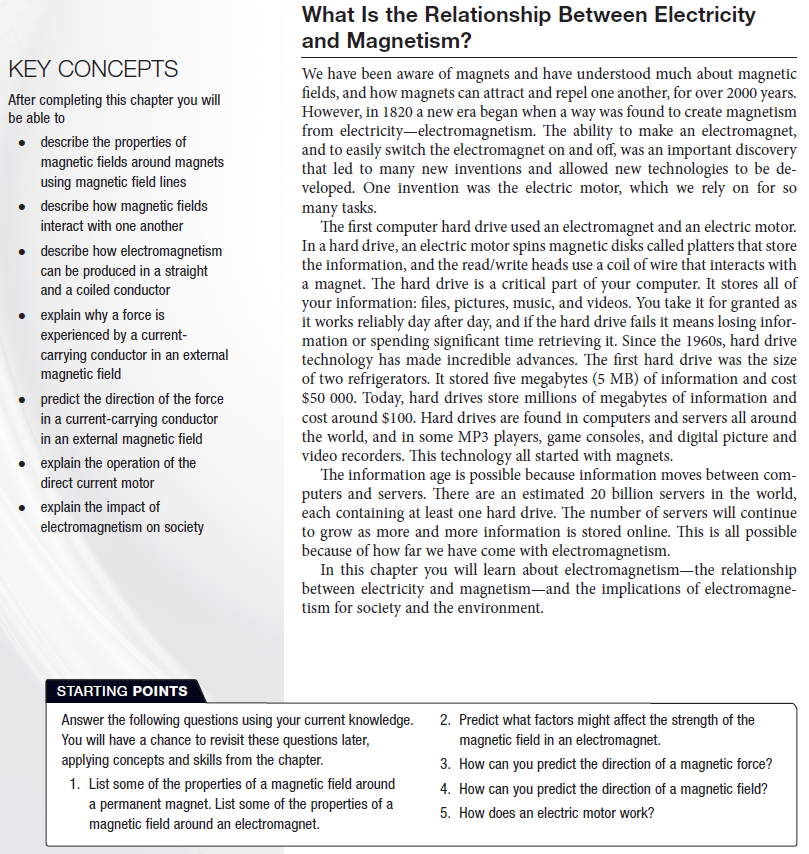 What Is the Relationship Between Electricity
and Magnetism?
KEY CONCEPTS
After completing this chapter you will
be able to
• describe the properties of
magnetic fields around magnets
using magnetic field lines
• describe how magnetic fields
interact with one another
• describe how electromagnetism
can be produced in a straight
and a coiled conductor
• explain why a force is
experienced by a current-
carrying conductor in an external
magnetic field
• predict the direction of the force
in a current-carrying conductor
in an external magnetic field
• explain the operation of the
direct current motor
• explain the impact of
electromagnetism on society
We have been aware of magnets and have understood much about magnetic
fields, and how magnets can attract and repel one another, for over 2000 years.
However, in 1820 a new era began when a way was found to create magnetism
from electricity—electromagnetism. The ability to make an electromagnet,
and to easily switch the electromagnet on and off, was an important discovery
that led to many new inventions and allowed new technologies to be de-
veloped. One invention was the electric motor, which we rely on for so
many tasks.
The first computer hard drive used an electromagnet and an electric motor.
In a hard drive, an electric motor spins magnetic disks called platters that store
the information, and the read/write heads use a coil of wire that interacts with
a magnet. The hard drive is a critical part of your computer. It stores all of
your information: files, pictures, music, and videos. You take it for granted as
it works reliably day after day, and if the hard drive fails it means losing infor-
mation or spending significant time retrieving it. Since the 1960s, hard drive
technology has made incredible advances. The first hard drive was the size
of two refrigerators. It stored five megabytes (5 MB) of information and cost
$50 000. Today, hard drives store millions of megabytes of information and
cost around $100. Hard drives are found in computers and servers all around
the world, and in some MP3 players, game consoles, and digital picture and
video recorders. This technology all started with magnets.
The information age is possible because information moves between com-
puters and servers. There are an estimated 20 billion servers in the world,
each containing at least one hard drive. The number of servers will continue
to grow as more and more information is stored online. This is all possible
because of how far we have come with electromagnetism.
In this chapter you will learn about electromagnetism—the relationship
between electricity and magnetism—and the implications of electromagne-
tism for society and the environment.
STARTING POINTS
Answer the following questions using your current knowledge.
You will have a chance to revisit these questions later,
applying concepts and skills from the chapter.
1. List some of the properties of a magnetic field around
a permanent magnet. List some of the properties of a
magnetic field around an electromagnet.
2. Predict what factors might affect the strength of the
magnetic field in an electromagnet.
3. How can you predict the direction of a magnetic force?
4. How can you predict the direction of a magnetic field?
5. How does an electric motor work?